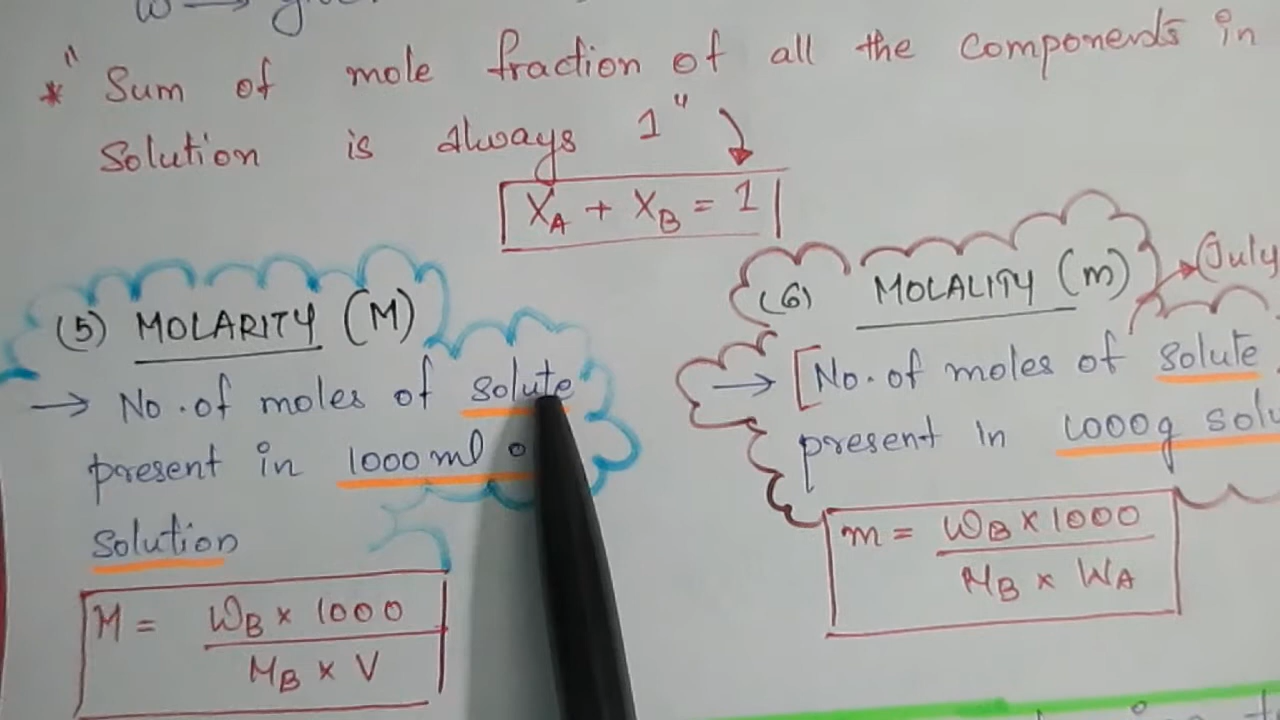 W →
* " Sum of mole fraction of all the components in
Solution is always 1 "
X_A + X_B = 1
(5) MOLARITY (M)
→ No. of moles of solute
present in 1000 ml
solution
M = W_B × 1000 / M_B × V
(6) MOLALITY (m)
(July
→ [No. of moles of solute
present in 1000g
m = W_B × 1000 / M_B × W_A